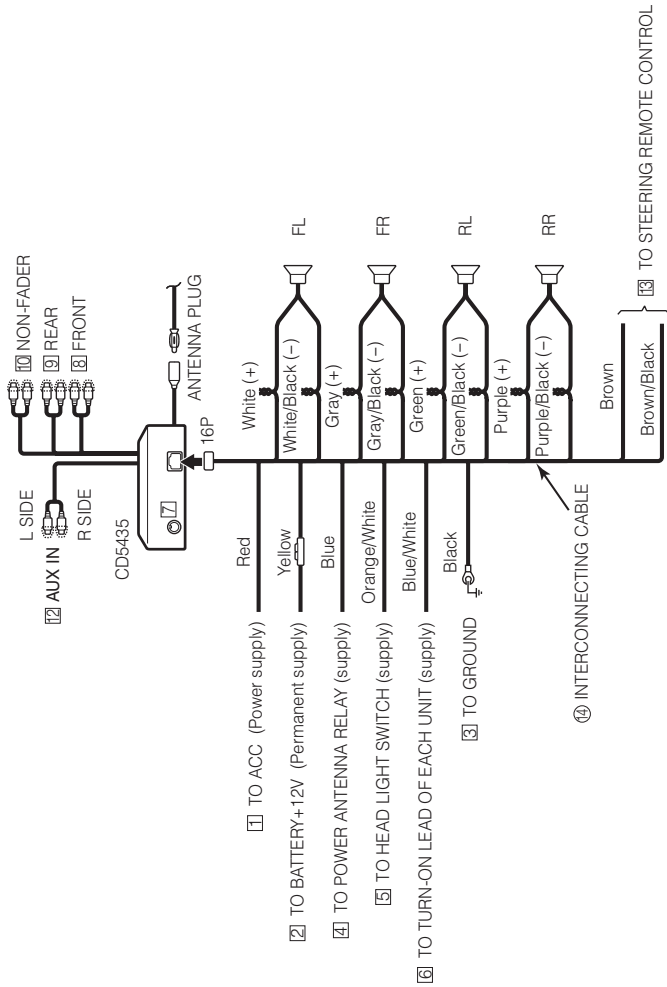 10 NON-FADER
9 REAR
8 FRONT
L SIDE
12 AUX IN
R SIDE
ANTENNA PLUG
CD5435
7
16P
1 TO ACC (Power supply)
Red
2 TO BATTERY+12V (Permanent supply)
Yellow
4 TO POWER ANTENNA RELAY (supply)
Blue
5 TO HEAD LIGHT SWITCH (supply)
Orange/White
6 TO TURN-ON LEAD OF EACH UNIT (supply)
Blue/White
3 TO GROUND
Black
White (+)
White/Black (−)
FL
Gray (+)
Gray/Black (−)
FR
Green (+)
Green/Black (−)
RL
Purple (+)
Purple/Black (−)
RR
14 INTERCONNECTING CABLE
Brown
Brown/Black
13 TO STEERING REMOTE CONTROL